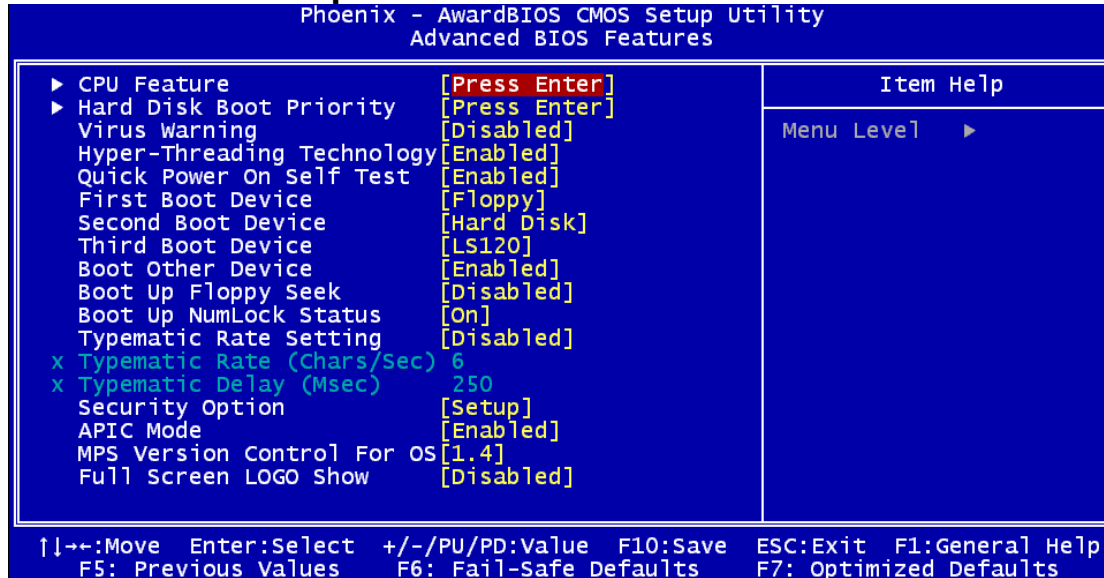 Phoenix - AwardBIOS CMOS Setup Utility
Advanced BIOS Features
▶ CPU Feature [Press Enter]
▶ Hard Disk Boot Priority [Press Enter]
Virus Warning [Disabled]
Hyper-Threading Technology[Enabled]
Quick Power On Self Test [Enabled]
First Boot Device [Floppy]
Second Boot Device [Hard Disk]
Third Boot Device [LS120]
Boot Other Device [Enabled]
Boot Up Floppy Seek [Disabled]
Boot Up NumLock Status [On]
Typematic Rate Setting [Disabled]
x Typematic Rate (Chars/Sec) 6
x Typematic Delay (Msec) 250
Security Option [Setup]
APIC Mode [Enabled]
MPS Version Control For OS[1.4]
Full Screen LOGO Show [Disabled]
Item Help
Menu Level ▶
↑↓→←:Move Enter:Select +/-/PU/PD:Value F10:Save ESC:Exit F1:General Help
F5: Previous Values F6: Fail-Safe Defaults F7: Optimized Defaults